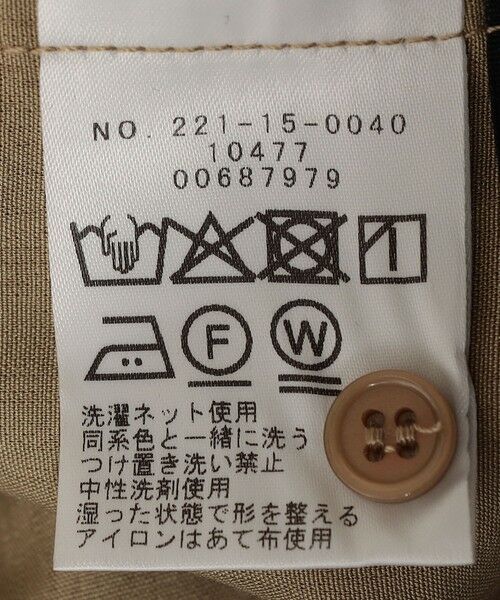 NO. 221-15-0040
10477
00687979
F W
洗濯ネット使用
同系色と一緒に洗う
つけ置き洗い禁止
中性洗剤使用
湿った状態で形を整える
アイロンはあて布使用